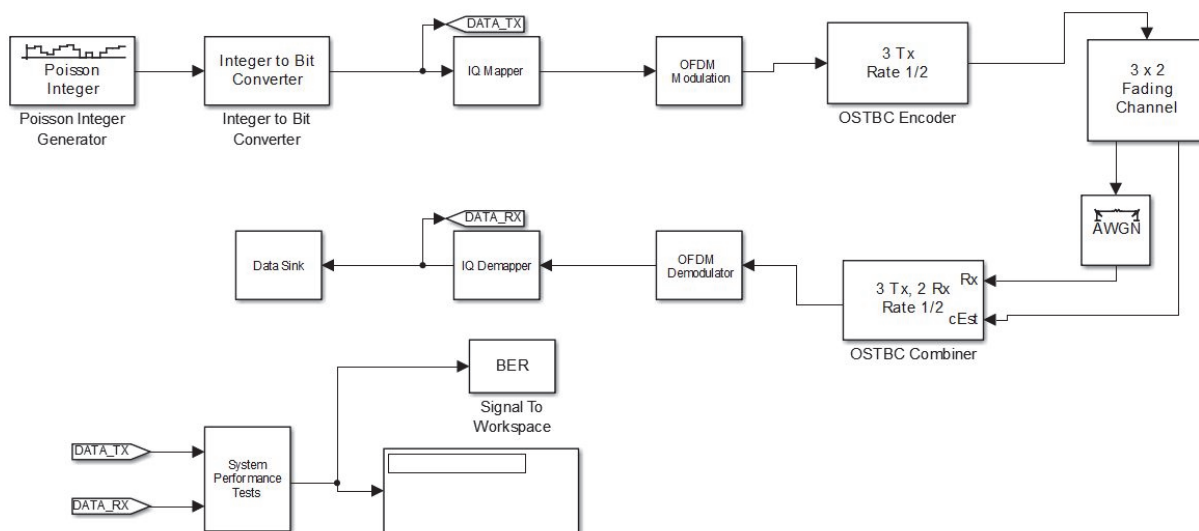 DATA_TX
Poisson
Integer
Poisson Integer
Generator
Integer to Bit
Converter
Integer to Bit
Converter
IQ Mapper
OFDM
Modulation
3 Tx
Rate 1/2
OSTBC Encoder
3 x 2
Fading
Channel
AWGN
DATA_RX
Data Sink
IQ Demapper
OFDM
Demodulator
3 Tx, 2 Rx
Rate 1/2
Rx
cEst
OSTBC Combiner
BER
Signal To
Workspace
DATA_TX
DATA_RX
System
Performance
Tests